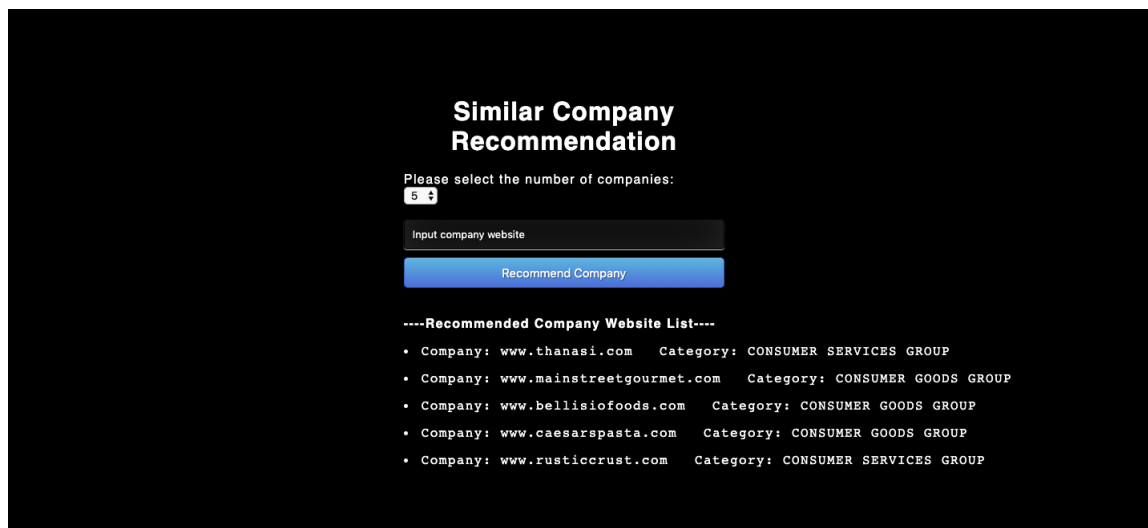 Similar Company
Recommendation
Please select the number of companies:
5
Input company website
Recommend Company
----Recommended Company Website List----
• Company: www.thanasi.com Category: CONSUMER SERVICES GROUP
• Company: www.mainstreetgourmet.com Category: CONSUMER GOODS GROUP
• Company: www.bellisiofoods.com Category: CONSUMER GOODS GROUP
• Company: www.caesarspasta.com Category: CONSUMER GOODS GROUP
• Company: www.rusticcrust.com Category: CONSUMER SERVICES GROUP